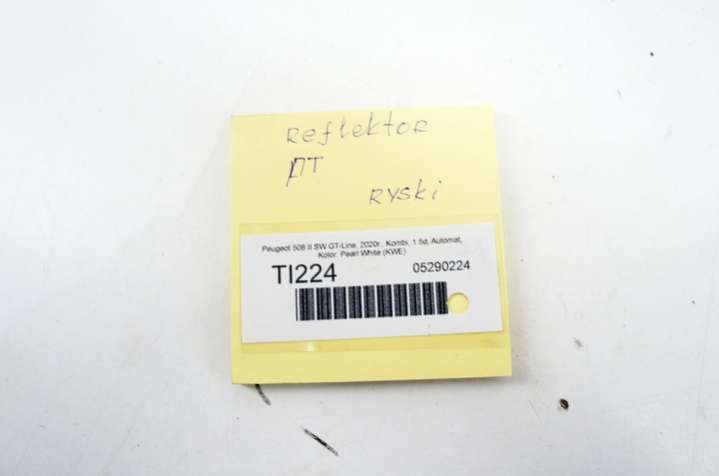 Reflektor
PT
RYski
Peugeot 508 II SW GT-Line, 2020r., Kombi, 1.5d, Automat,
Kolor: Pearl White (KWE)
TI224 05290224